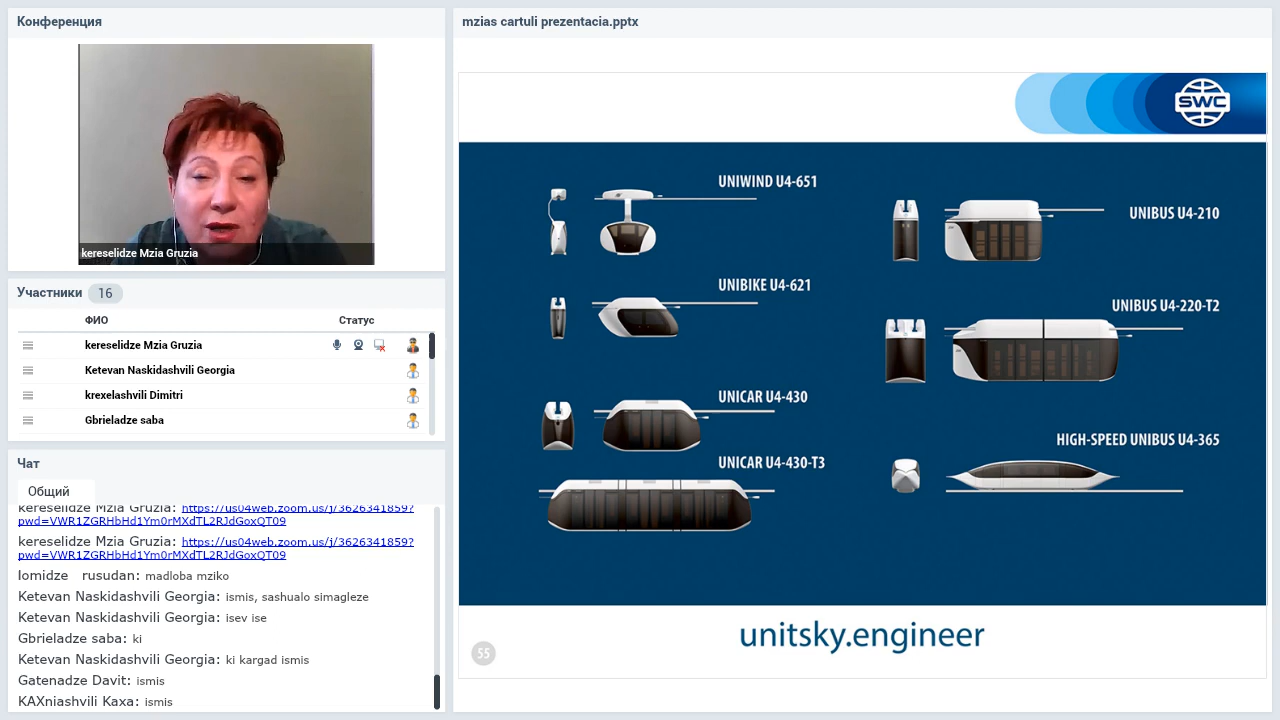 Конференция
kereselidze Mzia Gruzia
Участники 16
ФИО Статус
kereselidze Mzia Gruzia
Ketevan Naskidashvili Georgia
krexelashvili Dimitri
Gbrieladze saba
Чат
Общий
kereselidze Mzia Gruzia: https://us04web.zoom.us/j/3626341859?
pwd=VWR1ZGRHbHd1Ym0rMXdTL2RJdGoxQT09
kereselidze Mzia Gruzia: https://us04web.zoom.us/j/3626341859?
pwd=VWR1ZGRHbHd1Ym0rMXdTL2RJdGoxQT09
lomidze rusudan: madloba mziko
Ketevan Naskidashvili Georgia: ismis, sashualo simagleze
Ketevan Naskidashvili Georgia: isev ise
Gbrieladze saba: ki
Ketevan Naskidashvili Georgia: ki kargad ismis
Gatenadze Davit: ismis
KAXniashvili Kaxa: ismis
mzias cartuli prezentacia.pptx
SWC
UNIWIND U4-651
UNIBIKE U4-621
UNICAR U4-430
UNICAR U4-430-T3
UNIBUS U4-210
UNIBUS U4-220-T2
HIGH-SPEED UNIBUS U4-365
unitsky.engineer
55